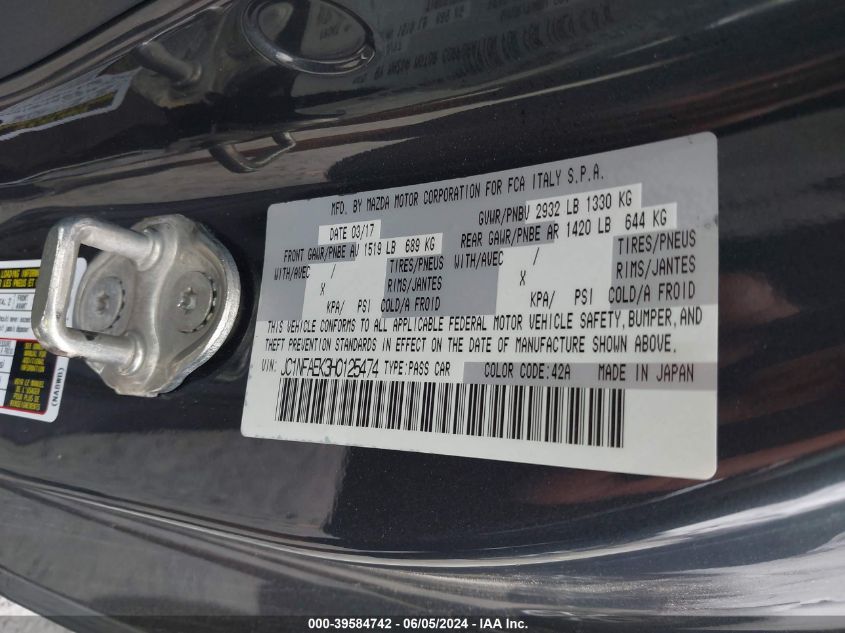 MFD. BY MAZDA MOTOR CORPORATION FOR FCA ITALY S.P.A.
DATE 03/17 GVWR/PNBV 2932 LB 1330 KG
FRONT GAWR/PNBE AV 1519 LB 689 KG REAR GAWR/PNBE AR 1420 LB 644 KG
WITH/AVEC TIRES/PNEUS WITH/AVEC TIRES/PNEUS
X RIMS/JANTES X RIMS/JANTES
KPA/ PSI COLD/A FROID KPA/ PSI COLD/A FROID
THIS VEHICLE CONFORMS TO ALL APPLICABLE FEDERAL MOTOR VEHICLE SAFETY, BUMPER, AND
THEFT PREVENTION STANDARDS IN EFFECT ON THE DATE OF MANUFACTURE SHOWN ABOVE.
VIN: JC1NFAEK3H0125474 TYPE:PASS CAR COLOR CODE:42A MADE IN JAPAN
LOADING INFORM
(NA8WB)
000-39584742 - 06/05/2024 - IAA Inc.